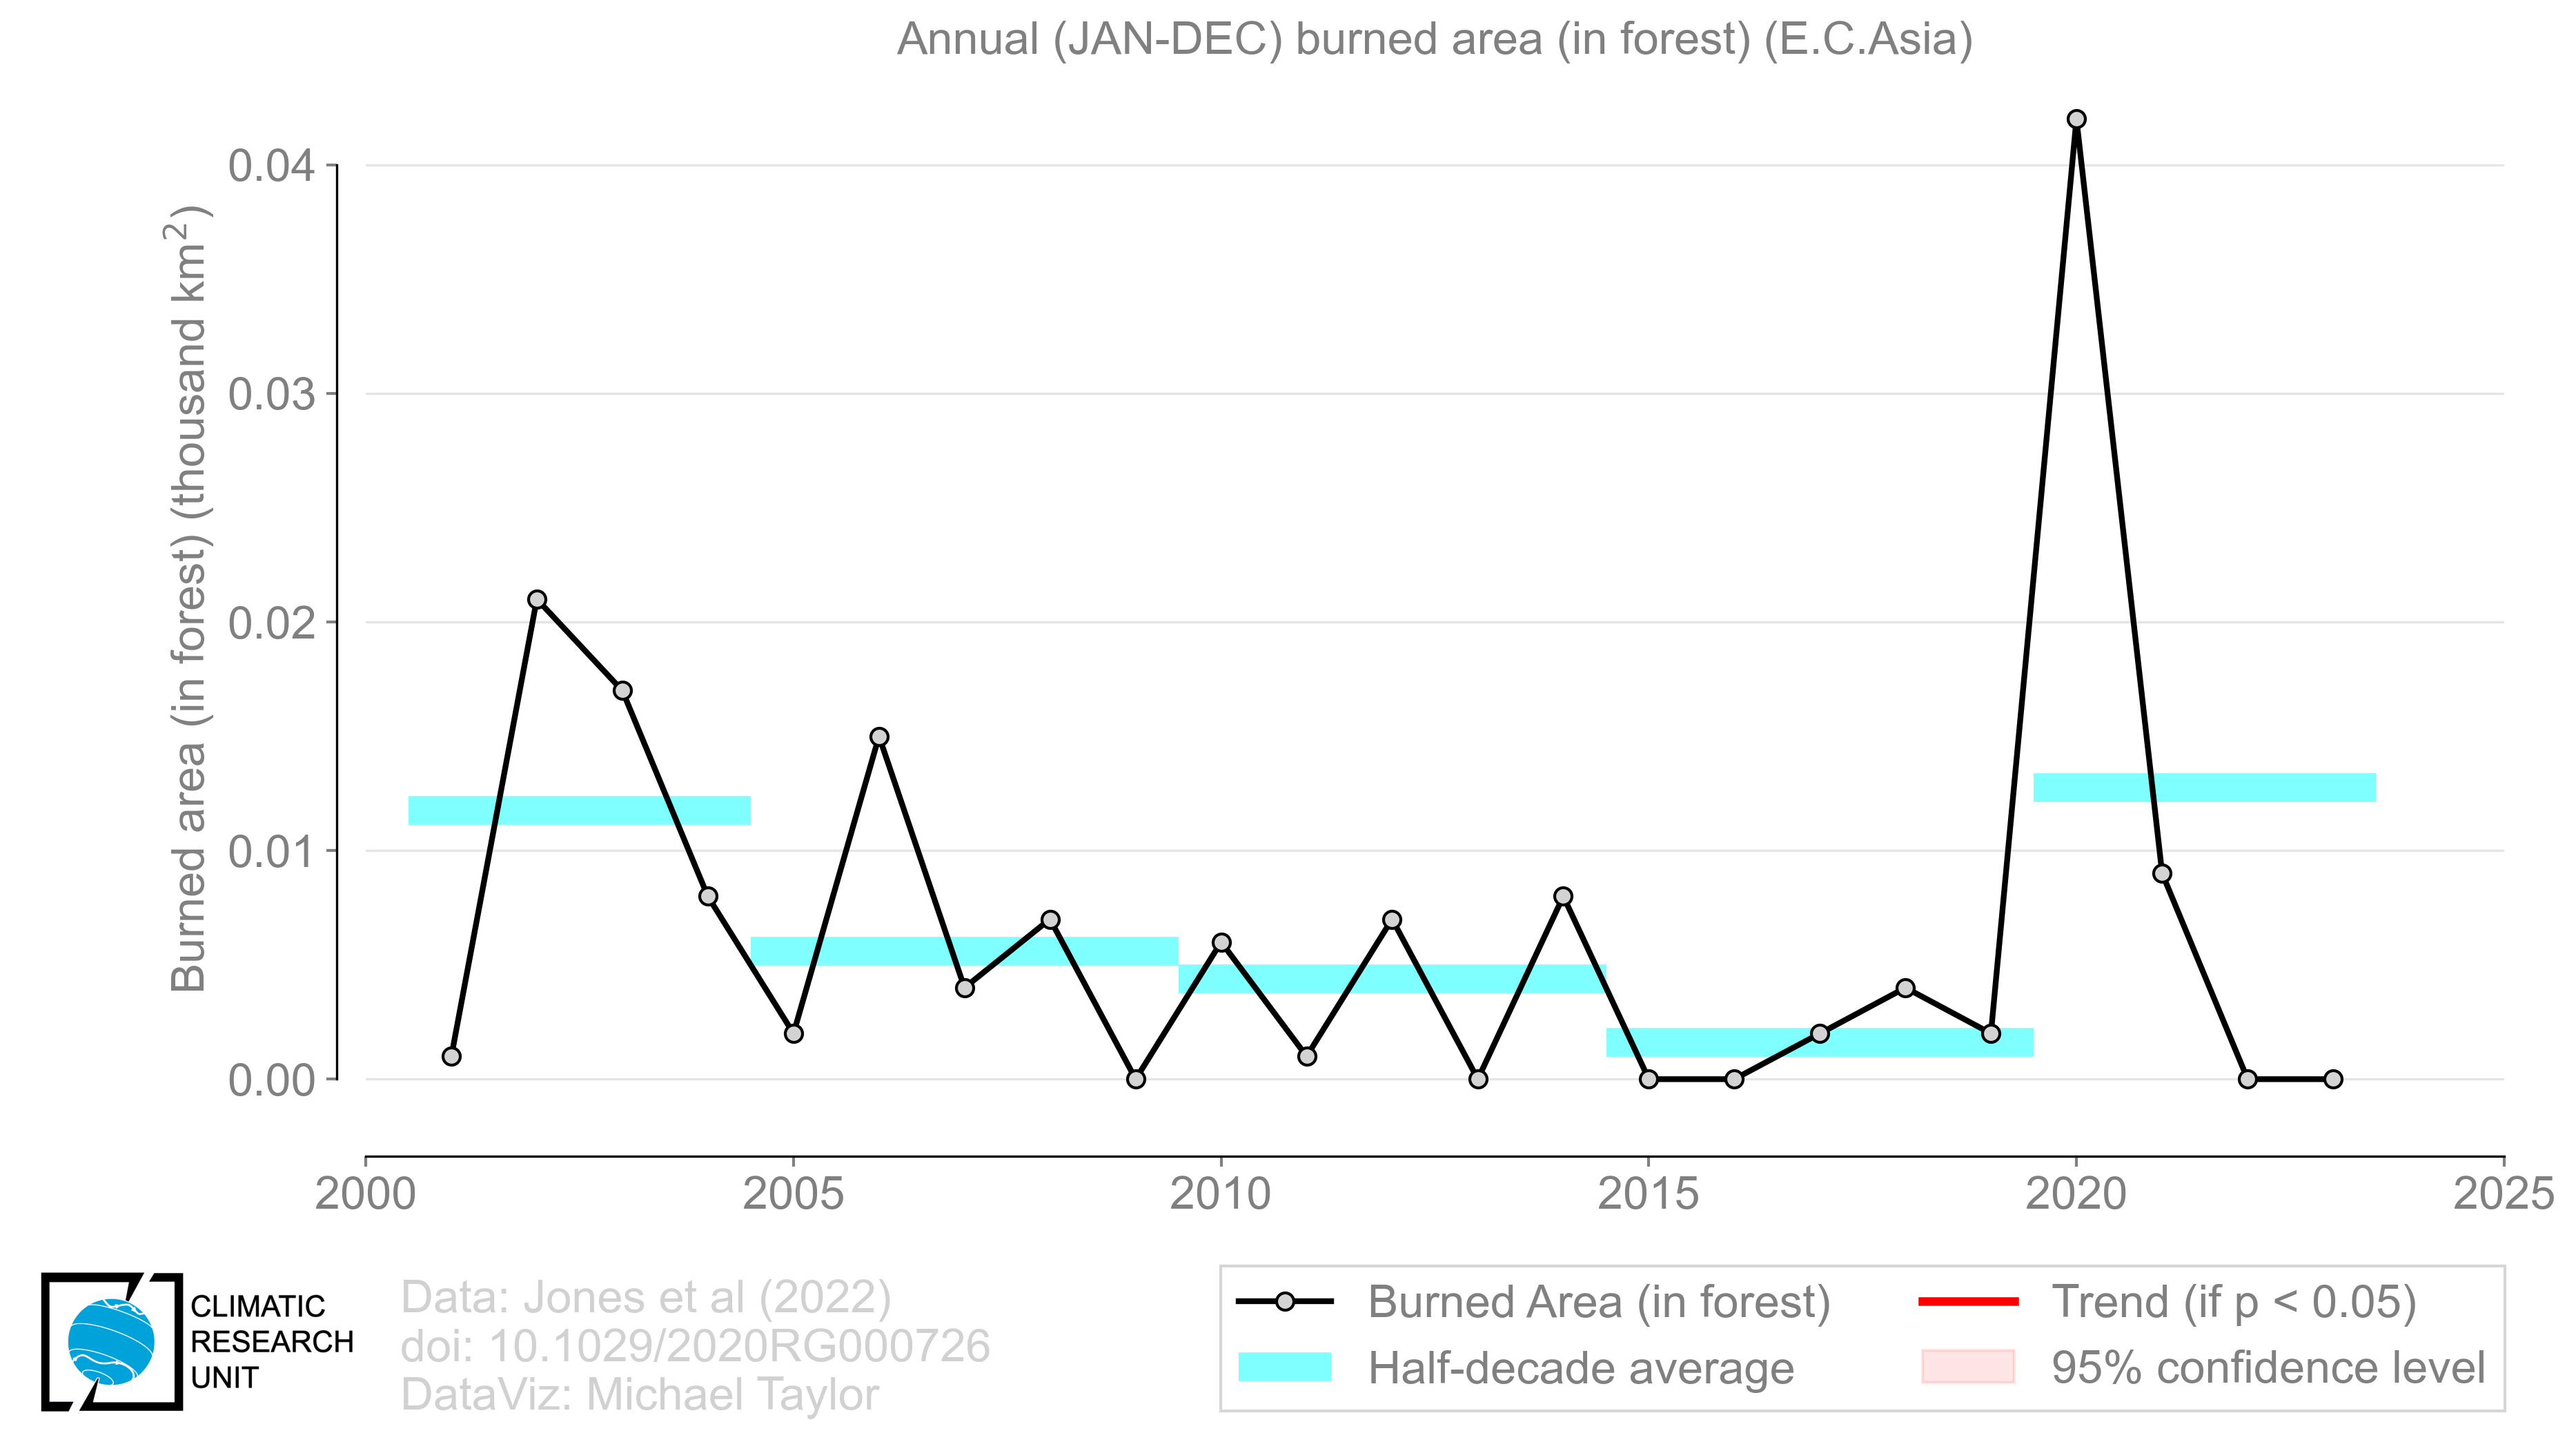 Annual (JAN-DEC) burned area (in forest) (E.C.Asia)
Burned area (in forest) (thousand km²)
0.04
0.03
0.02
0.01
0.00
2000 2005 2010 2015 2020 2025
CLIMATIC
RESEARCH
UNIT
Data: Jones et al (2022)
doi: 10.1029/2020RG000726
DataViz: Michael Taylor
Burned Area (in forest)
Half-decade average
Trend (if p < 0.05)
95% confidence level